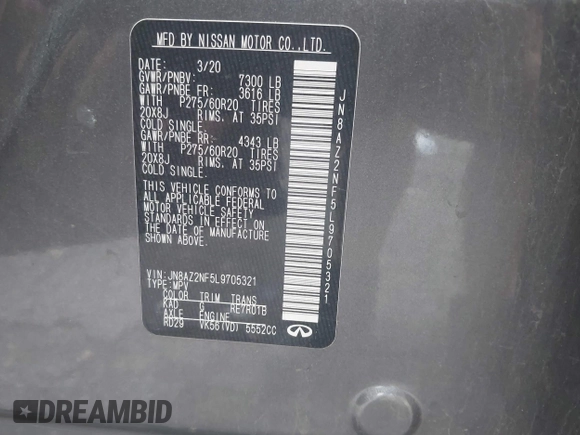 MFD BY NISSAN MOTOR CO.,LTD.
DATE: 3/20
GVWR/PNBV: 7300 LB
GAWR/PNBE FR: 3616 LB
WITH P275/60R20 TIRES
20X8J RIMS. AT 35PSI
COLD SINGLE.
GAWR/PNBE RR: 4343 LB
WITH P275/60R20 TIRES
20X8J RIMS. AT 35PSI
COLD SINGLE.
THIS VEHICLE CONFORMS TO
ALL APPLICABLE FEDERAL
MOTOR VEHICLE SAFETY
STANDARDS IN EFFECT ON
THE DATE OF MANUFACTURE
SHOWN ABOVE.
VIN: JN8AZ2NF5L9705321
TYPE: MPV
COLOR TRIM TRANS
KAD G RE7R01B
AXLE ENGINE
RD29 VK56(VD) 5552CC
JN8AZ2NF5L9705321
DREAMBID